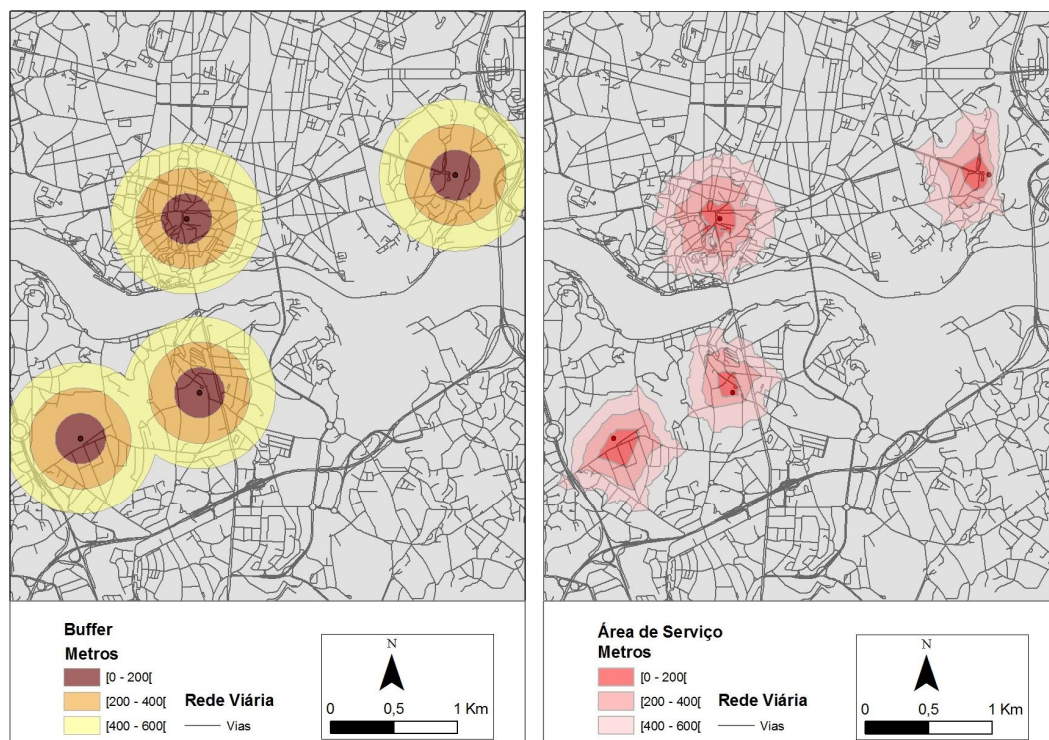 Buffer
Metros
[0 - 200[
[200 - 400[
[400 - 600[
Rede Viária
Vias
N
0 0,5 1 Km
Área de Serviço
Metros
[0 - 200[
[200 - 400[
[400 - 600[
Rede Viária
Vias
N
0 0,5 1 Km